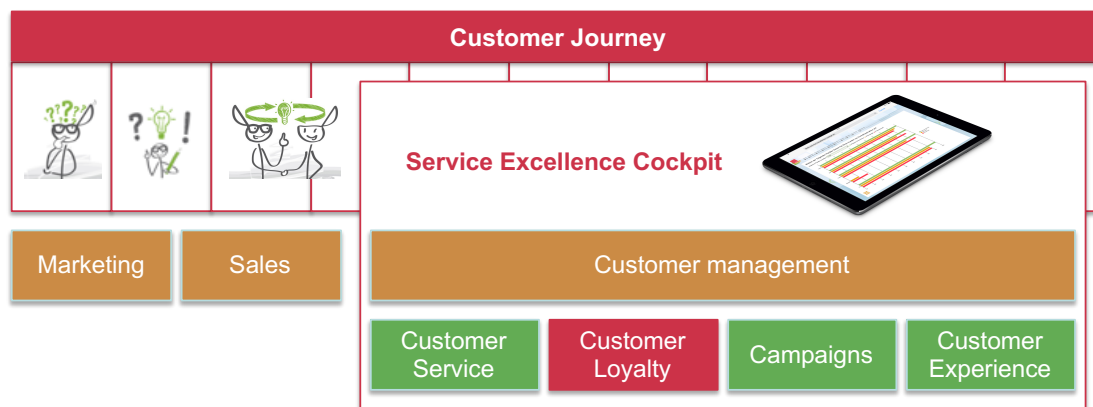 Customer Journey
???
? !
Service Excellence Cockpit
Marketing
Sales
Customer management
Customer
Service
Customer
Loyalty
Campaigns
Customer
Experience